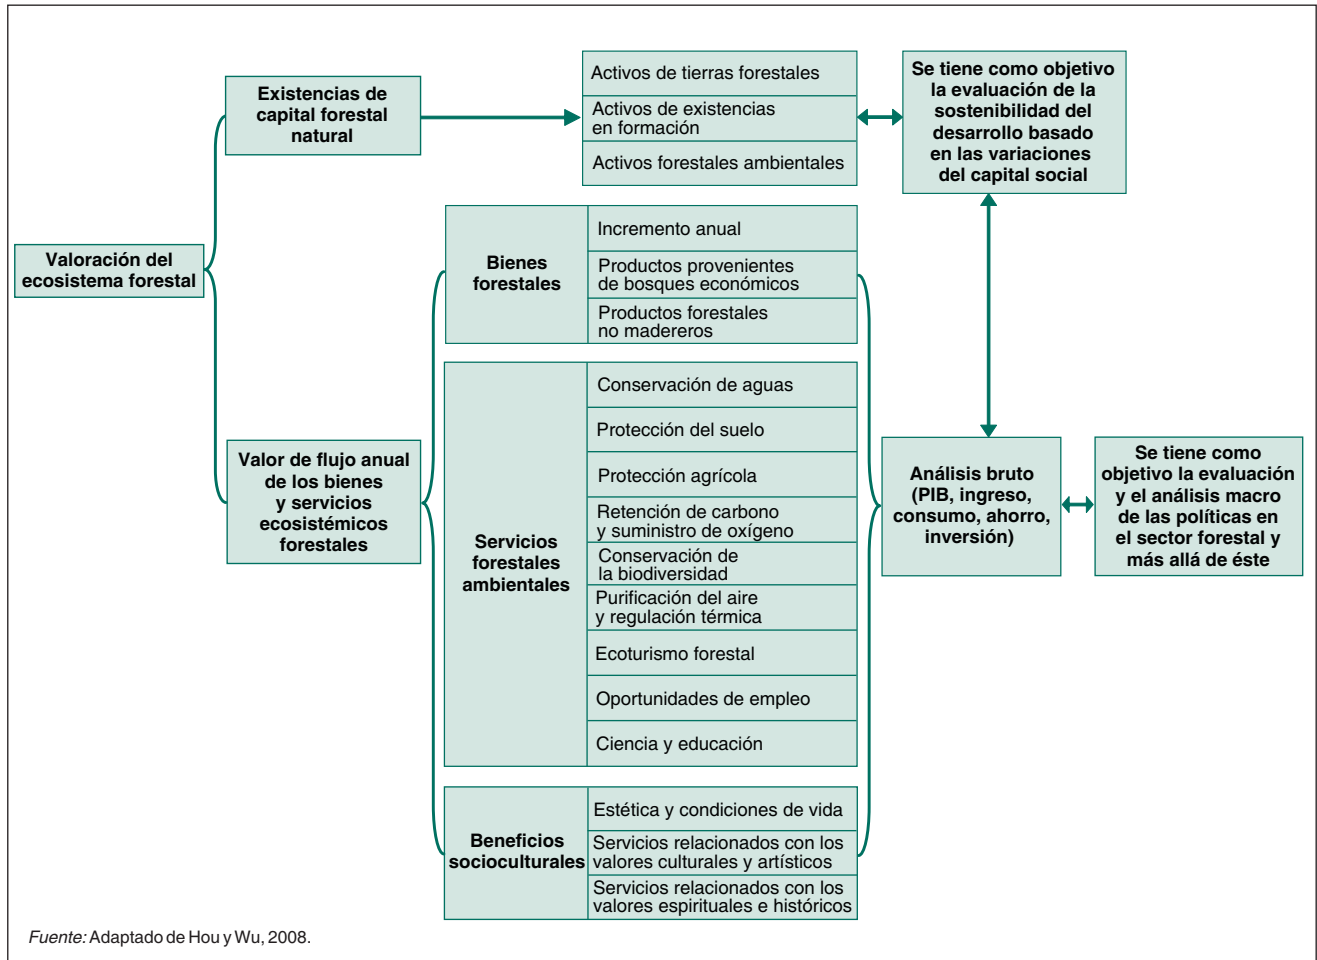 Valoración del
ecosistema forestal
Existencias de
capital forestal
natural
Activos de tierras forestales
Activos de existencias
en formación
Activos forestales ambientales
Se tiene como objetivo
la evaluación de la
sostenibilidad del
desarrollo basado
en las variaciones
del capital social
Valor de flujo anual
de los bienes
y servicios
ecosistémicos
forestales
Bienes
forestales
Incremento anual
Productos provenientes
de bosques económicos
Productos forestales
no madereros
Servicios
forestales
ambientales
Conservación de aguas
Protección del suelo
Protección agrícola
Retención de carbono
y suministro de oxígeno
Conservación de
la biodiversidad
Purificación del aire
y regulación térmica
Ecoturismo forestal
Oportunidades de empleo
Ciencia y educación
Beneficios
socioculturales
Estética y condiciones de vida
Servicios relacionados con los
valores culturales y artísticos
Servicios relacionados con los
valores espirituales e históricos
Análisis bruto
(PIB, ingreso,
consumo, ahorro,
inversión)
Se tiene como
objetivo la evaluación
y el análisis macro
de las políticas en
el sector forestal y
más allá de éste
Fuente: Adaptado de Hou y Wu, 2008.